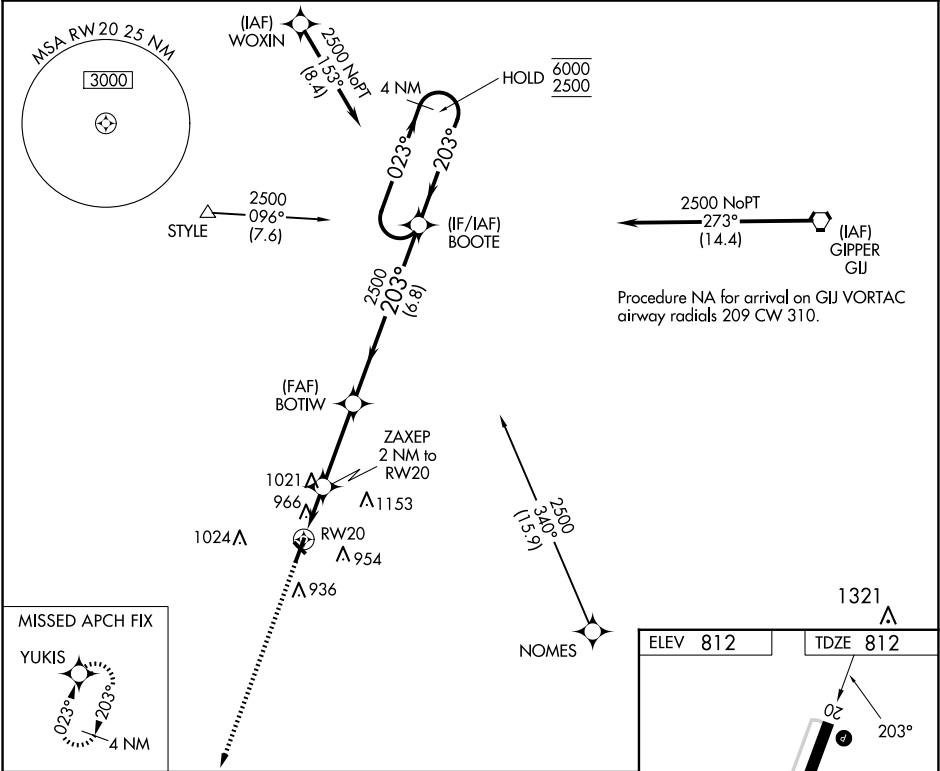 MSA RW20 25 NM
3000
(IAF)
WOXIN
2500 NoPT
153°
(8.4)
4 NM
HOLD
6000
2500
023°
203°
STYLE
2500
096°
(7.6)
(IF/IAF)
BOOTE
2500 NoPT
273°
(14.4)
(IAF)
GIPPER
GIJ
Procedure NA for arrival on GIJ VORTAC
airway radials 209 CW 310.
2500
203°
(6.8)
(FAF)
BOTIW
ZAXEP
2 NM to
RW20
1021
966
1153
1024
RW20
954
936
2500
340°
(15.9)
NOMES
MISSED APCH FIX
YUKIS
023°
203°
4 NM
1321
ELEV 812
TDZE 812
20
203°
P